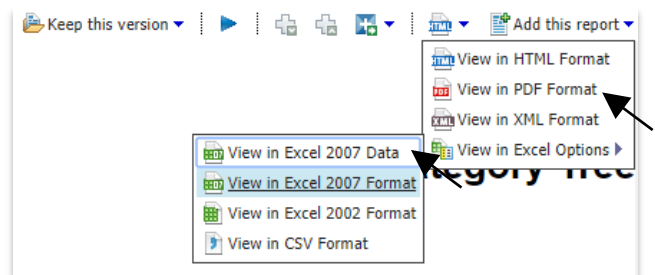 Keep this version
Add this report
View in HTML Format
View in PDF Format
View in XML Format
View in Excel Options
View in Excel 2007 Data
View in Excel 2007 Format
View in Excel 2002 Format
View in CSV Format
Tree